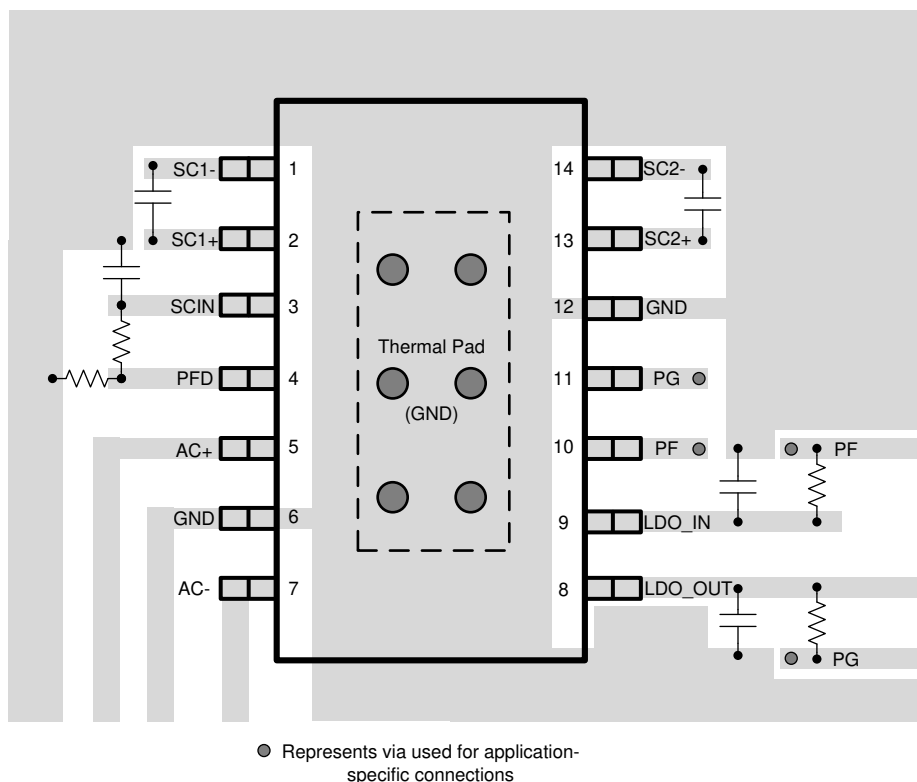 SC1- 1 14 SC2-
SC1+ 2 13 SC2+
SCIN 3 12 GND
Thermal Pad
PFD 4 11 PG
(GND)
AC+ 5 10 PF PF
GND 6 9 LDO_IN
AC- 7 8 LDO_OUT
PG
Represents via used for application-
specific connections